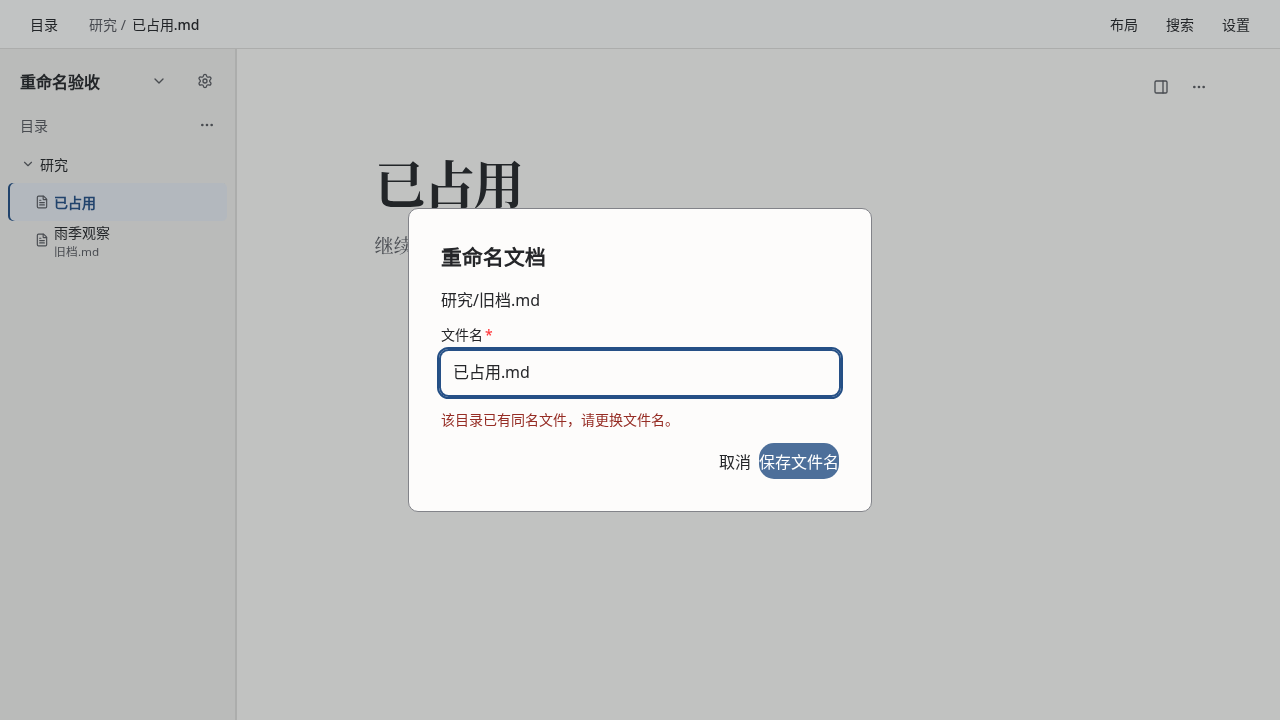 目录
研究 / 已占用.md
布局
搜索
设置
重命名验收
目录
研究
已占用
雨季观察
旧档.md
已占用
继续
重命名文档
研究/旧档.md
文件名*
已占用.md
该目录已有同名文件，请更换文件名。
取消
保存文件名